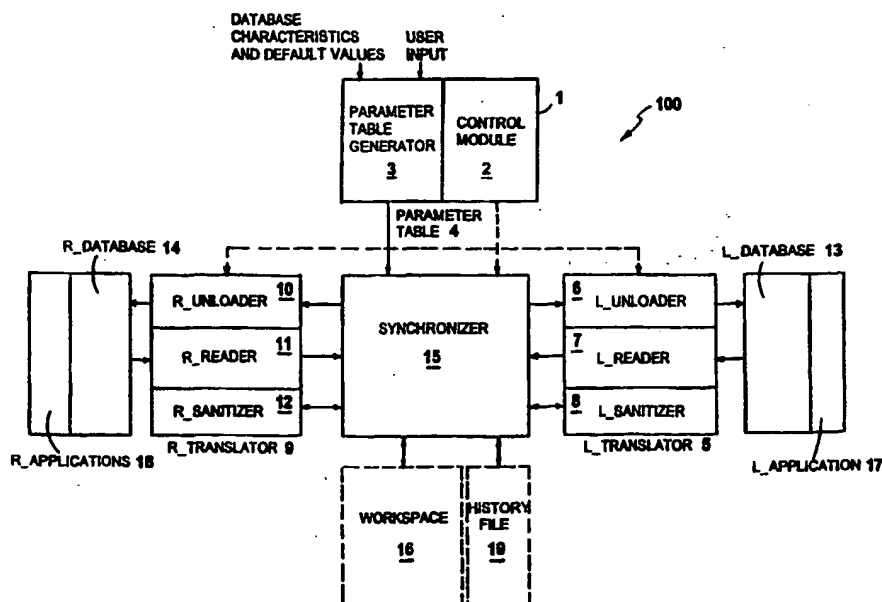 DATABASE
CHARACTERISTICS
AND DEFAULT VALUES
USER
INPUT
1
100
PARAMETER
TABLE
GENERATOR
3
CONTROL
MODULE
2
PARAMETER
TABLE 4
R_DATABASE 14
L_DATABASE 13
R_UNLOADER 10
R_READER 11
R_SANITIZER 12
SYNCHRONIZER
15
6 L_UNLOADER
7 L_READER
8 L_SANITIZER
R_APPLICATIONS 18
R_TRANSLATOR 9
L_TRANSLATOR 5
L_APPLICATION 17
WORKSPACE
16
HISTORY
FILE
19